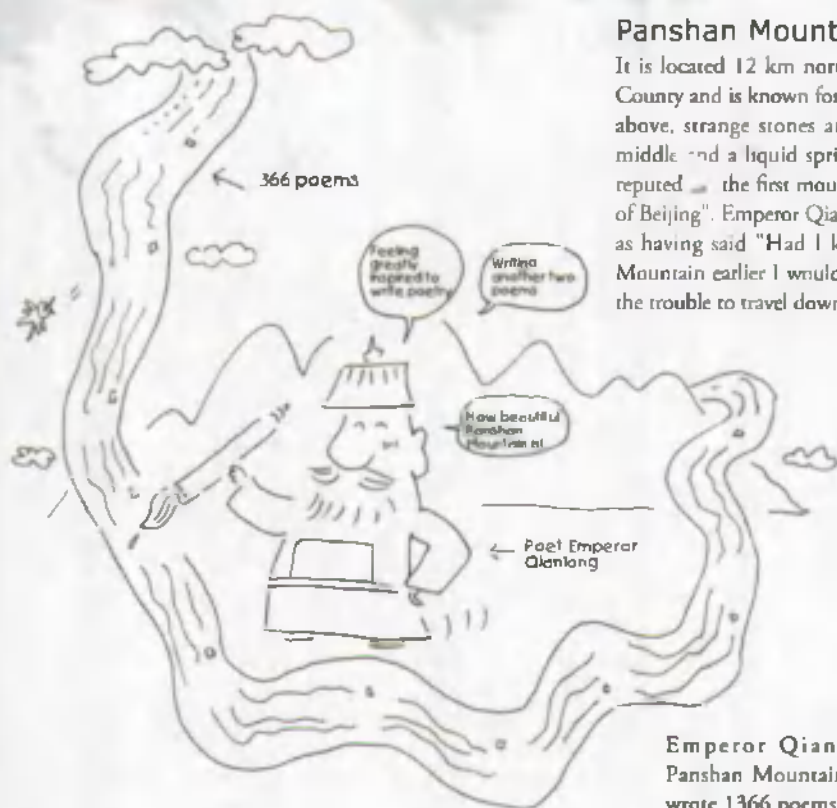 Panshan Mount
It is located 12 km nor
County and is known for
above, strange stones a
middle and a liquid spri
reputed the first mou
of Beijing". Emperor Qia
as having said "Had I k
Mountain earlier I would
the trouble to travel down
366 poems
Feeling
greatly
inspired to
write poetry
Writing
another two
poems
How beautiful
Panshan
Mountain is!
Poet Emperor
Qianlong
Emperor Qian
Panshan Mountain
wrote 1366 poems